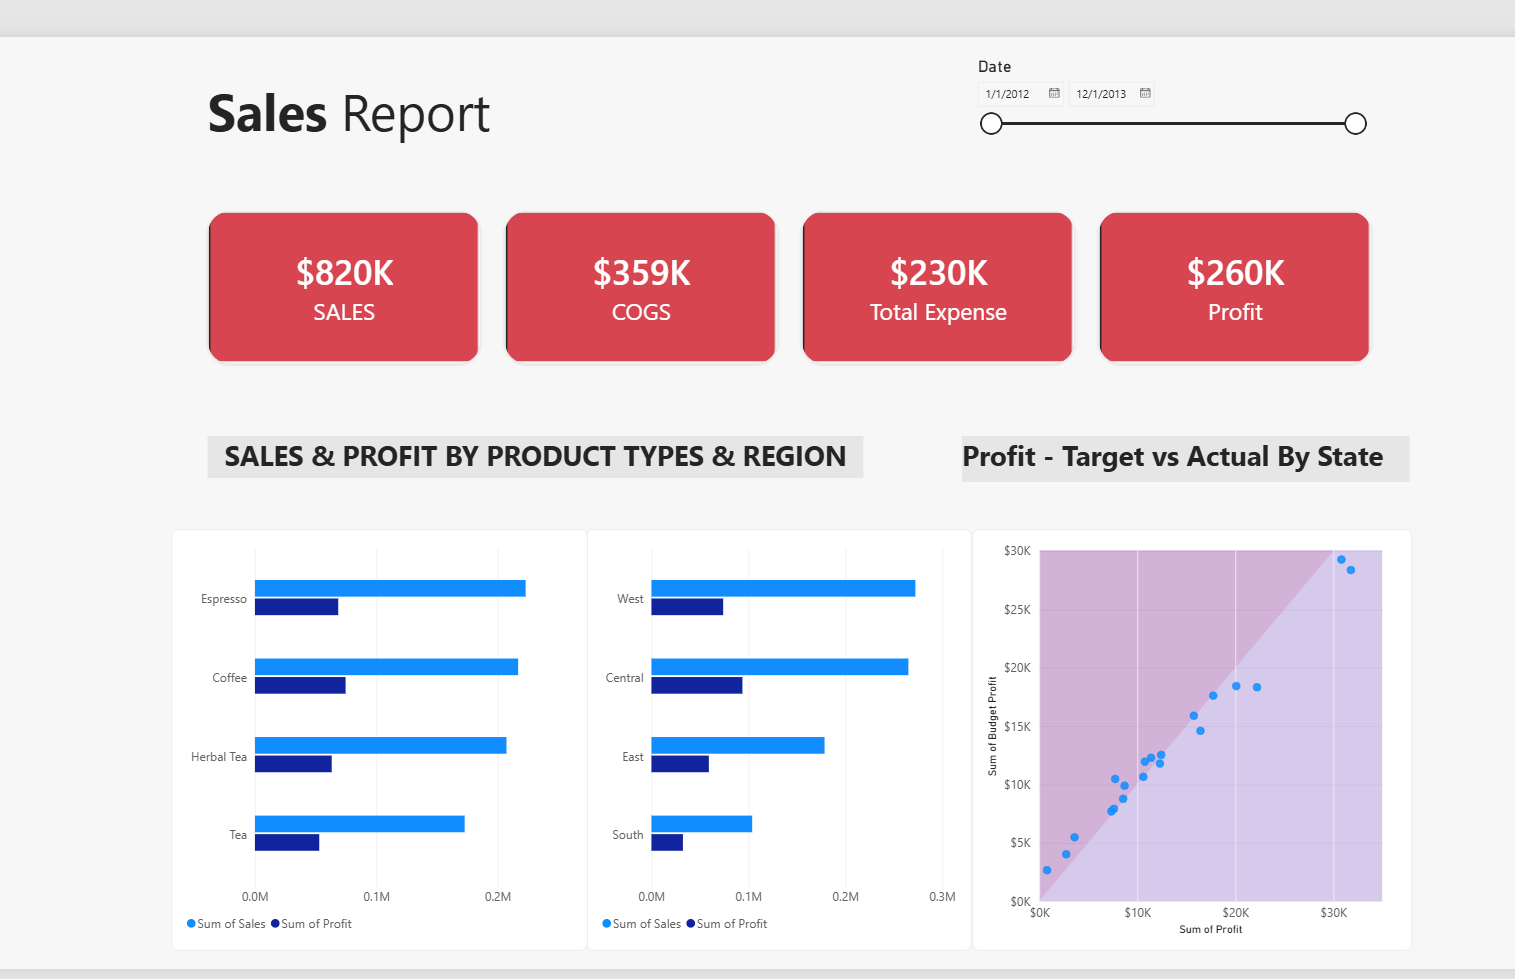 Date
1/1/2012 12/1/2013
Sales Report
$820K
SALES
$359K
COGS
$230K
Total Expense
$260K
Profit
SALES & PROFIT BY PRODUCT TYPES & REGION
Profit - Target vs Actual By State
Espresso
Coffee
Herbal Tea
Tea
0.0M 0.1M 0.2M
Sum of Sales Sum of Profit
West
Central
East
South
0.0M 0.1M 0.2M 0.3M
Sum of Sales Sum of Profit
Sum of Budget Profit
$30K
$25K
$20K
$15K
$10K
$5K
$0K
$0K $10K $20K $30K
Sum of Profit